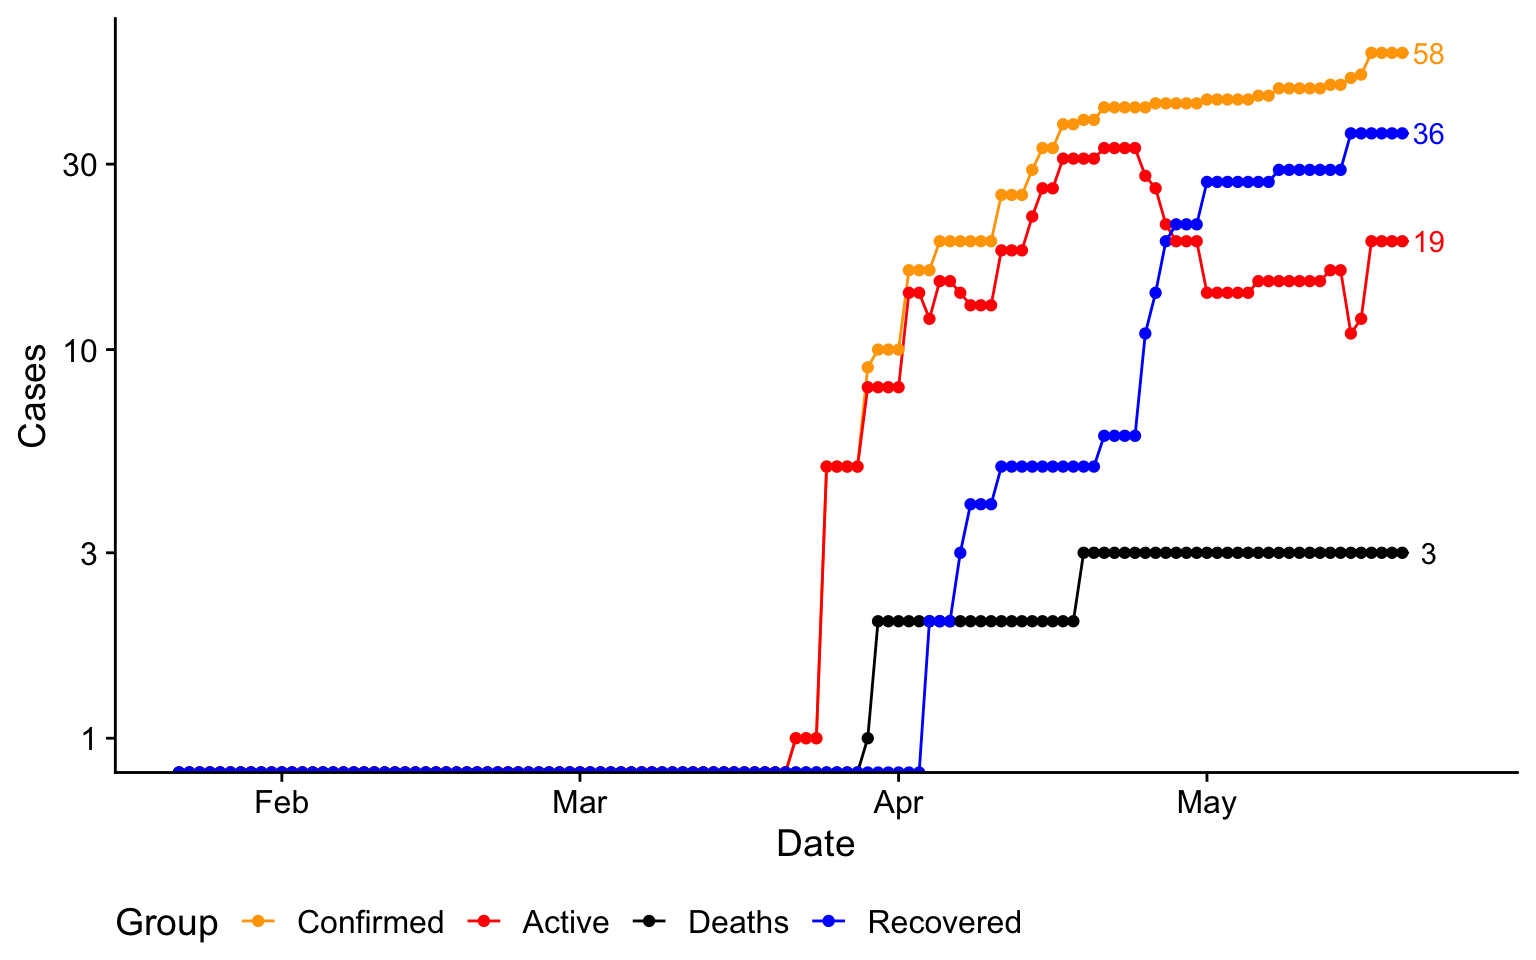 58
36
30
19
10
3
3
1
Cases
Feb Mar Apr May
Date
Group Confirmed Active Deaths Recovered